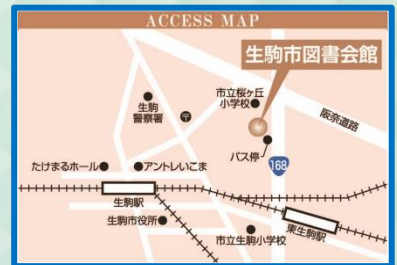 ACCESS MAP
生駒市図書会館
生駒
警察署
〒
市立桜ヶ丘
小学校
阪奈道路
バス停
168
たけまるホール
アントレいこま
生駒駅
生駒市役所
市立生駒小学校
東生駒駅